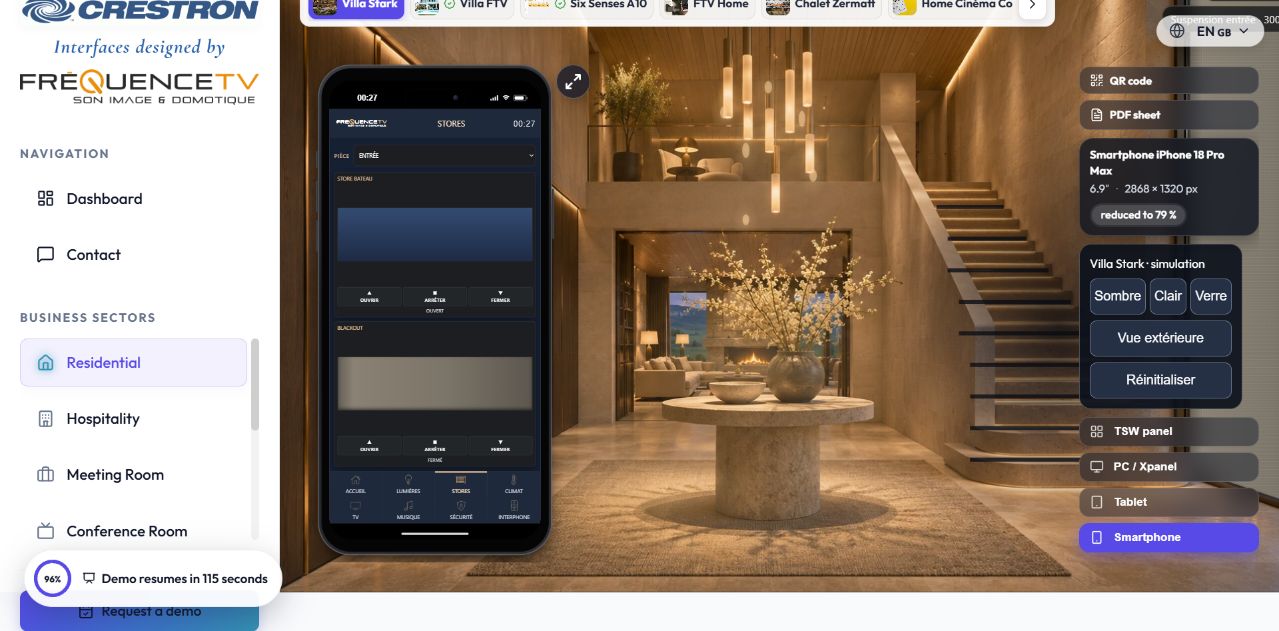 CRESTRON
Interfaces designed by
FRÉQUENCETV
SON IMAGE & DOMOTIQUE
NAVIGATION
Dashboard
Contact
BUSINESS SECTORS
Residential
Hospitality
Meeting Room
Conference Room
96%
Demo resumes in 115 seconds
Request a demo
Villa Stark
Villa FTV
Six Senses A10
FTV Home
Chalet Zermatt
Home Cinéma Co
Suspension entrée 300
EN GB
00:27
FREQUENCETV
STORES
00:27
PIÈCE
ENTRÉE
STORE BATEAU
OUVRIR
ARRÊTER
FERMER
OUVERT
BLACKOUT
OUVRIR
ARRÊTER
FERMER
FERMÉ
ACCUEIL
LUMIÈRES
STORES
CLIMAT
TV
MUSIQUE
SÉCURITÉ
INTERPHONE
QR code
PDF sheet
Smartphone iPhone 18 Pro
Max
6.9" · 2868 × 1320 px
reduced to 79 %
Villa Stark · simulation
Sombre
Clair
Verre
Vue extérieure
Réinitialiser
TSW panel
PC / Xpanel
Tablet
Smartphone